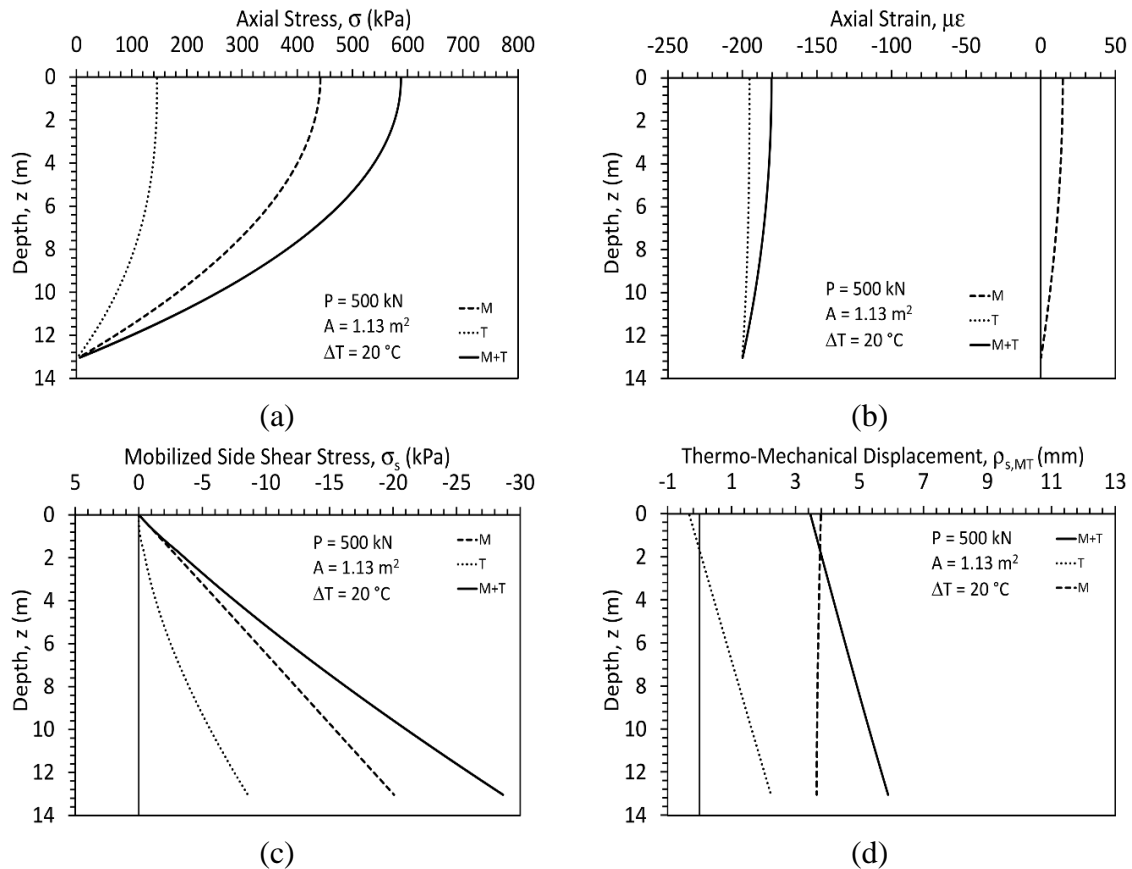 Axial Stress, σ (kPa)
0 100 200 300 400 500 600 700 800
0
2
4
6
8
10
12
14
Depth, z (m)
P = 500 kN
A = 1.13 m²
ΔT = 20 °C
M
T
M+T
(a)
Axial Strain, με
-250 -200 -150 -100 -50 0 50
0
2
4
6
8
10
12
14
Depth, z (m)
P = 500 kN
A = 1.13 m²
ΔT = 20 °C
M
T
M+T
(b)
Mobilized Side Shear Stress, σₛ (kPa)
5 0 -5 -10 -15 -20 -25 -30
0
2
4
6
8
10
12
14
Depth, z (m)
P = 500 kN
A = 1.13 m²
ΔT = 20 °C
M
T
M+T
(c)
Thermo-Mechanical Displacement, ρs,MT (mm)
-1 1 3 5 7 9 11 13
0
2
4
6
8
10
12
14
Depth, z (m)
P = 500 kN
A = 1.13 m²
ΔT = 20 °C
M+T
T
M
(d)